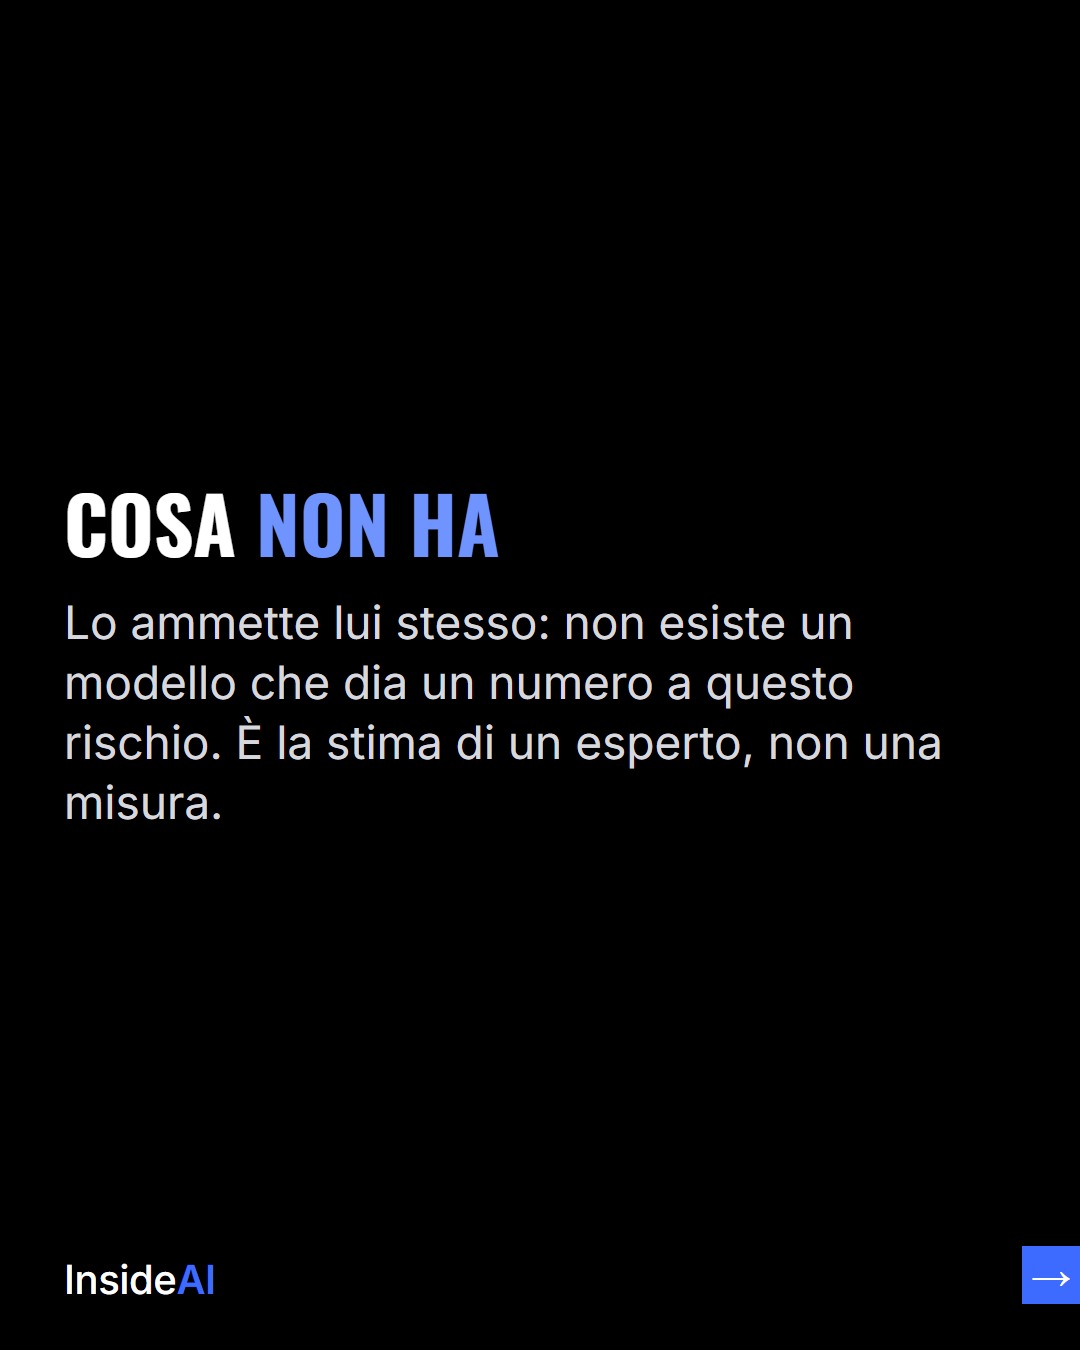 COSA NON HA
Lo ammette lui stesso: non esiste un
modello che dia un numero a questo
rischio. È la stima di un esperto, non una
misura.
InsideAI
→